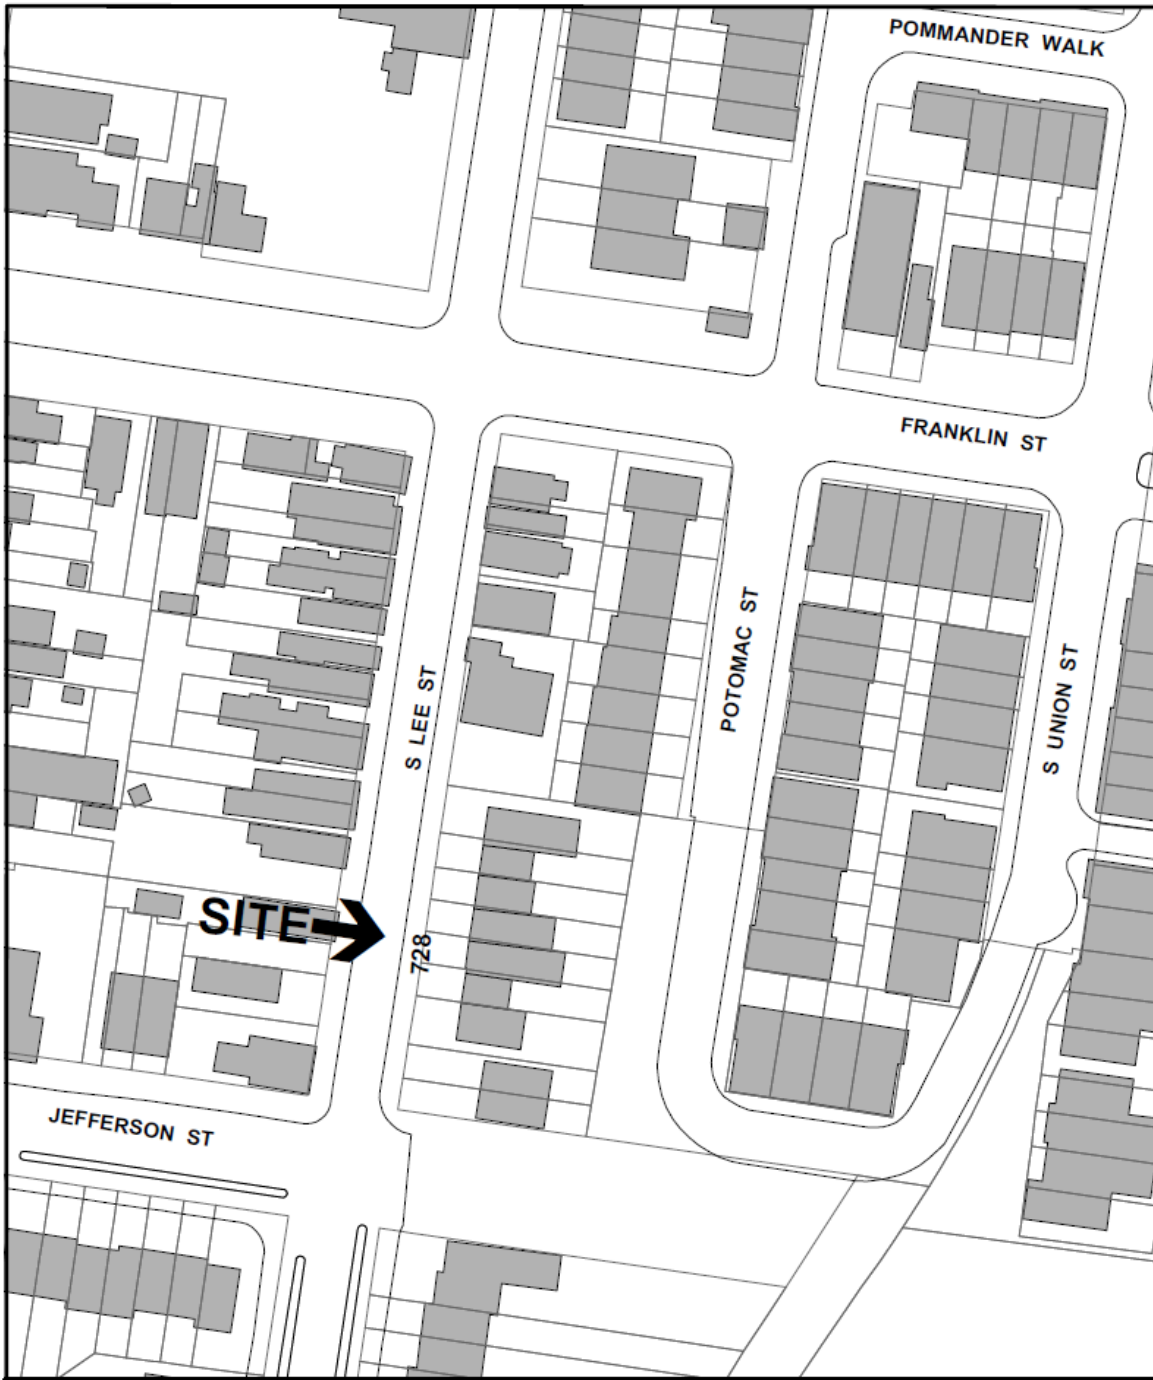 POMMANDER WALK
FRANKLIN ST
POTOMAC ST
S UNION ST
S LEE ST
SITE
728
JEFFERSON ST